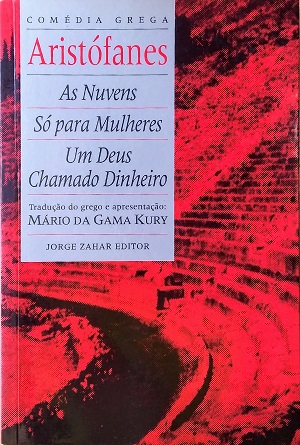 COMÉDIA GREGA
Aristófanes
As Nuvens
Só para Mulheres
Um Deus
Chamado Dinheiro
Tradução do grego e apresentação:
MÁRIO DA GAMA KURY
JORGE ZAHAR EDITOR